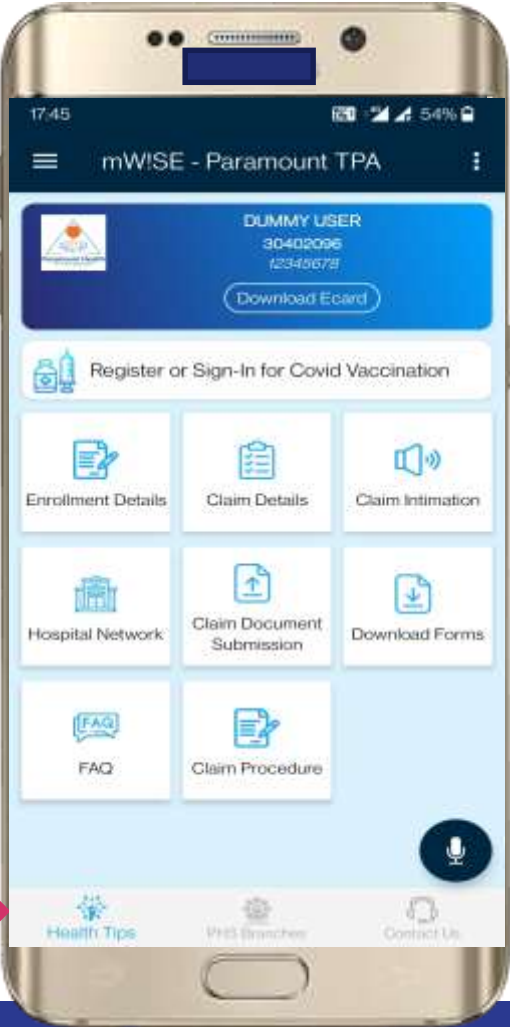 17:45
54%
mW!SE - Paramount TPA
DUMMY USER
30402096
12345678
Download Ecard
Register or Sign-In for Covid Vaccination
Enrollment Details
Claim Details
Claim Intimation
Hospital Network
Claim Document
Submission
Download Forms
FAQ
FAQ
Claim Procedure
Health Tips
PHS Branches
Contact Us